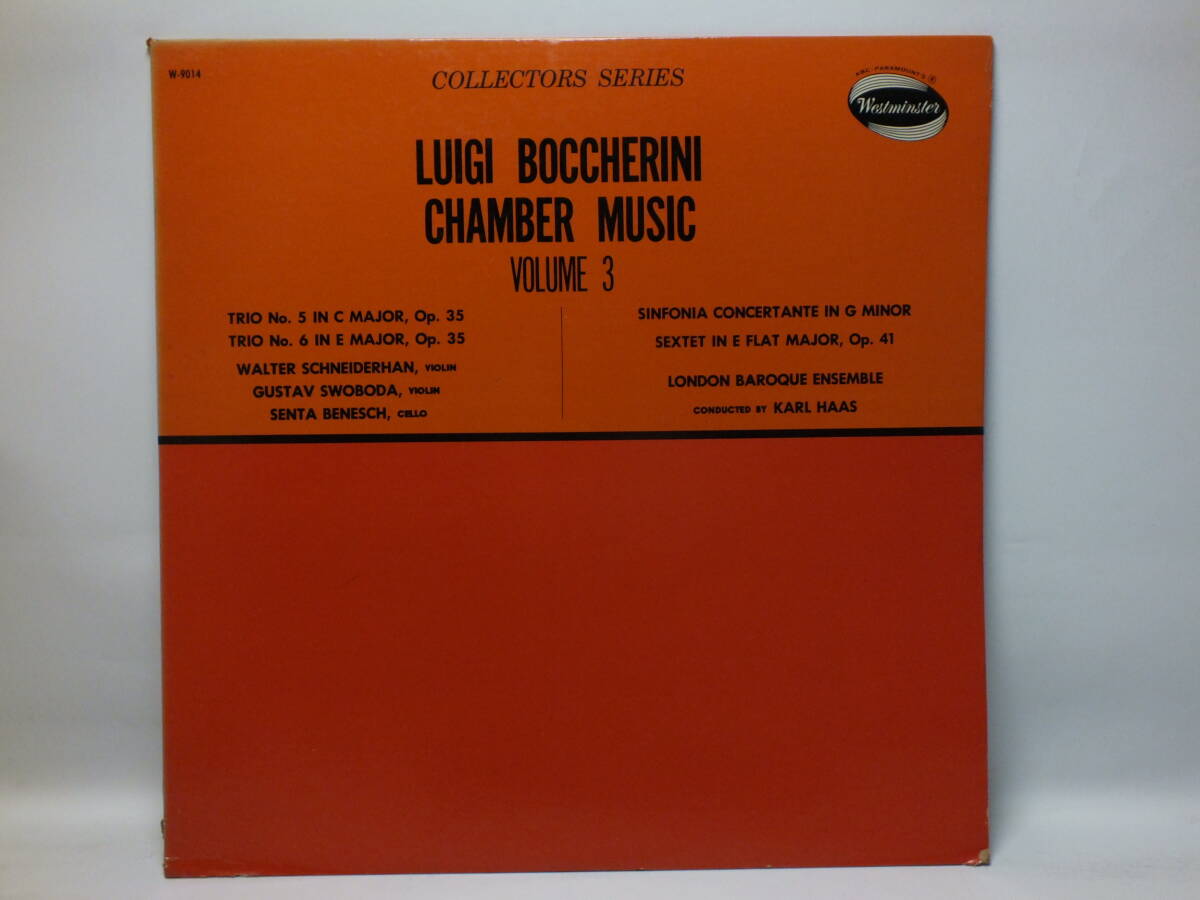 W-9014
COLLECTORS SERIES
ABC-PARAMOUNT'S
Westminster
LUIGI BOCCHERINI
CHAMBER MUSIC
VOLUME 3
TRIO No. 5 IN C MAJOR, Op. 35
TRIO No. 6 IN E MAJOR, Op. 35
WALTER SCHNEIDERHAN, VIOLIN
GUSTAV SWOBODA, VIOLIN
SENTA BENESCH, CELLO
SINFONIA CONCERTANTE IN G MINOR
SEXTET IN E FLAT MAJOR, Op. 41
LONDON BAROQUE ENSEMBLE
CONDUCTED BY KARL HAAS